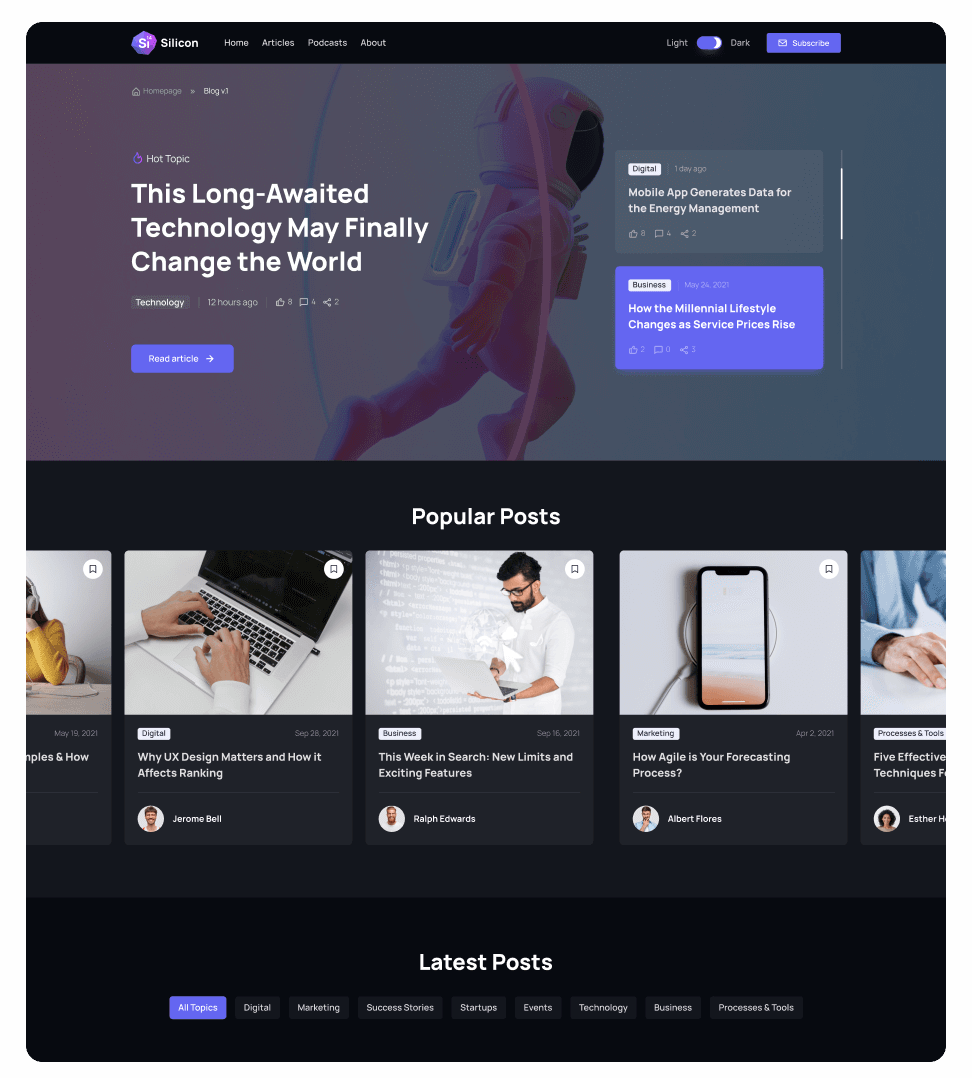 Si
14
Silicon
Home
Articles
Podcasts
About
Light
Dark
Subscribe
Homepage » Blog v.1
Hot Topic
This Long-Awaited
Technology May Finally
Change the World
Technology
12 hours ago
8
4
2
Read article
Digital
1 day ago
Mobile App Generates Data for
the Energy Management
8
4
2
Business
May 24, 2021
How the Millennial Lifestyle
Changes as Service Prices Rise
2
0
3
Popular Posts
May 19, 2021
ples & How
Digital
Sep 28, 2021
Why UX Design Matters and How it
Affects Ranking
Jerome Bell
Business
Sep 16, 2021
This Week in Search: New Limits and
Exciting Features
Ralph Edwards
Marketing
Apr 2, 2021
How Agile is Your Forecasting
Process?
Albert Flores
Processes & Tools
Five Effective
Techniques F
Esther H
Latest Posts
All Topics
Digital
Marketing
Success Stories
Startups
Events
Technology
Business
Processes & Tools